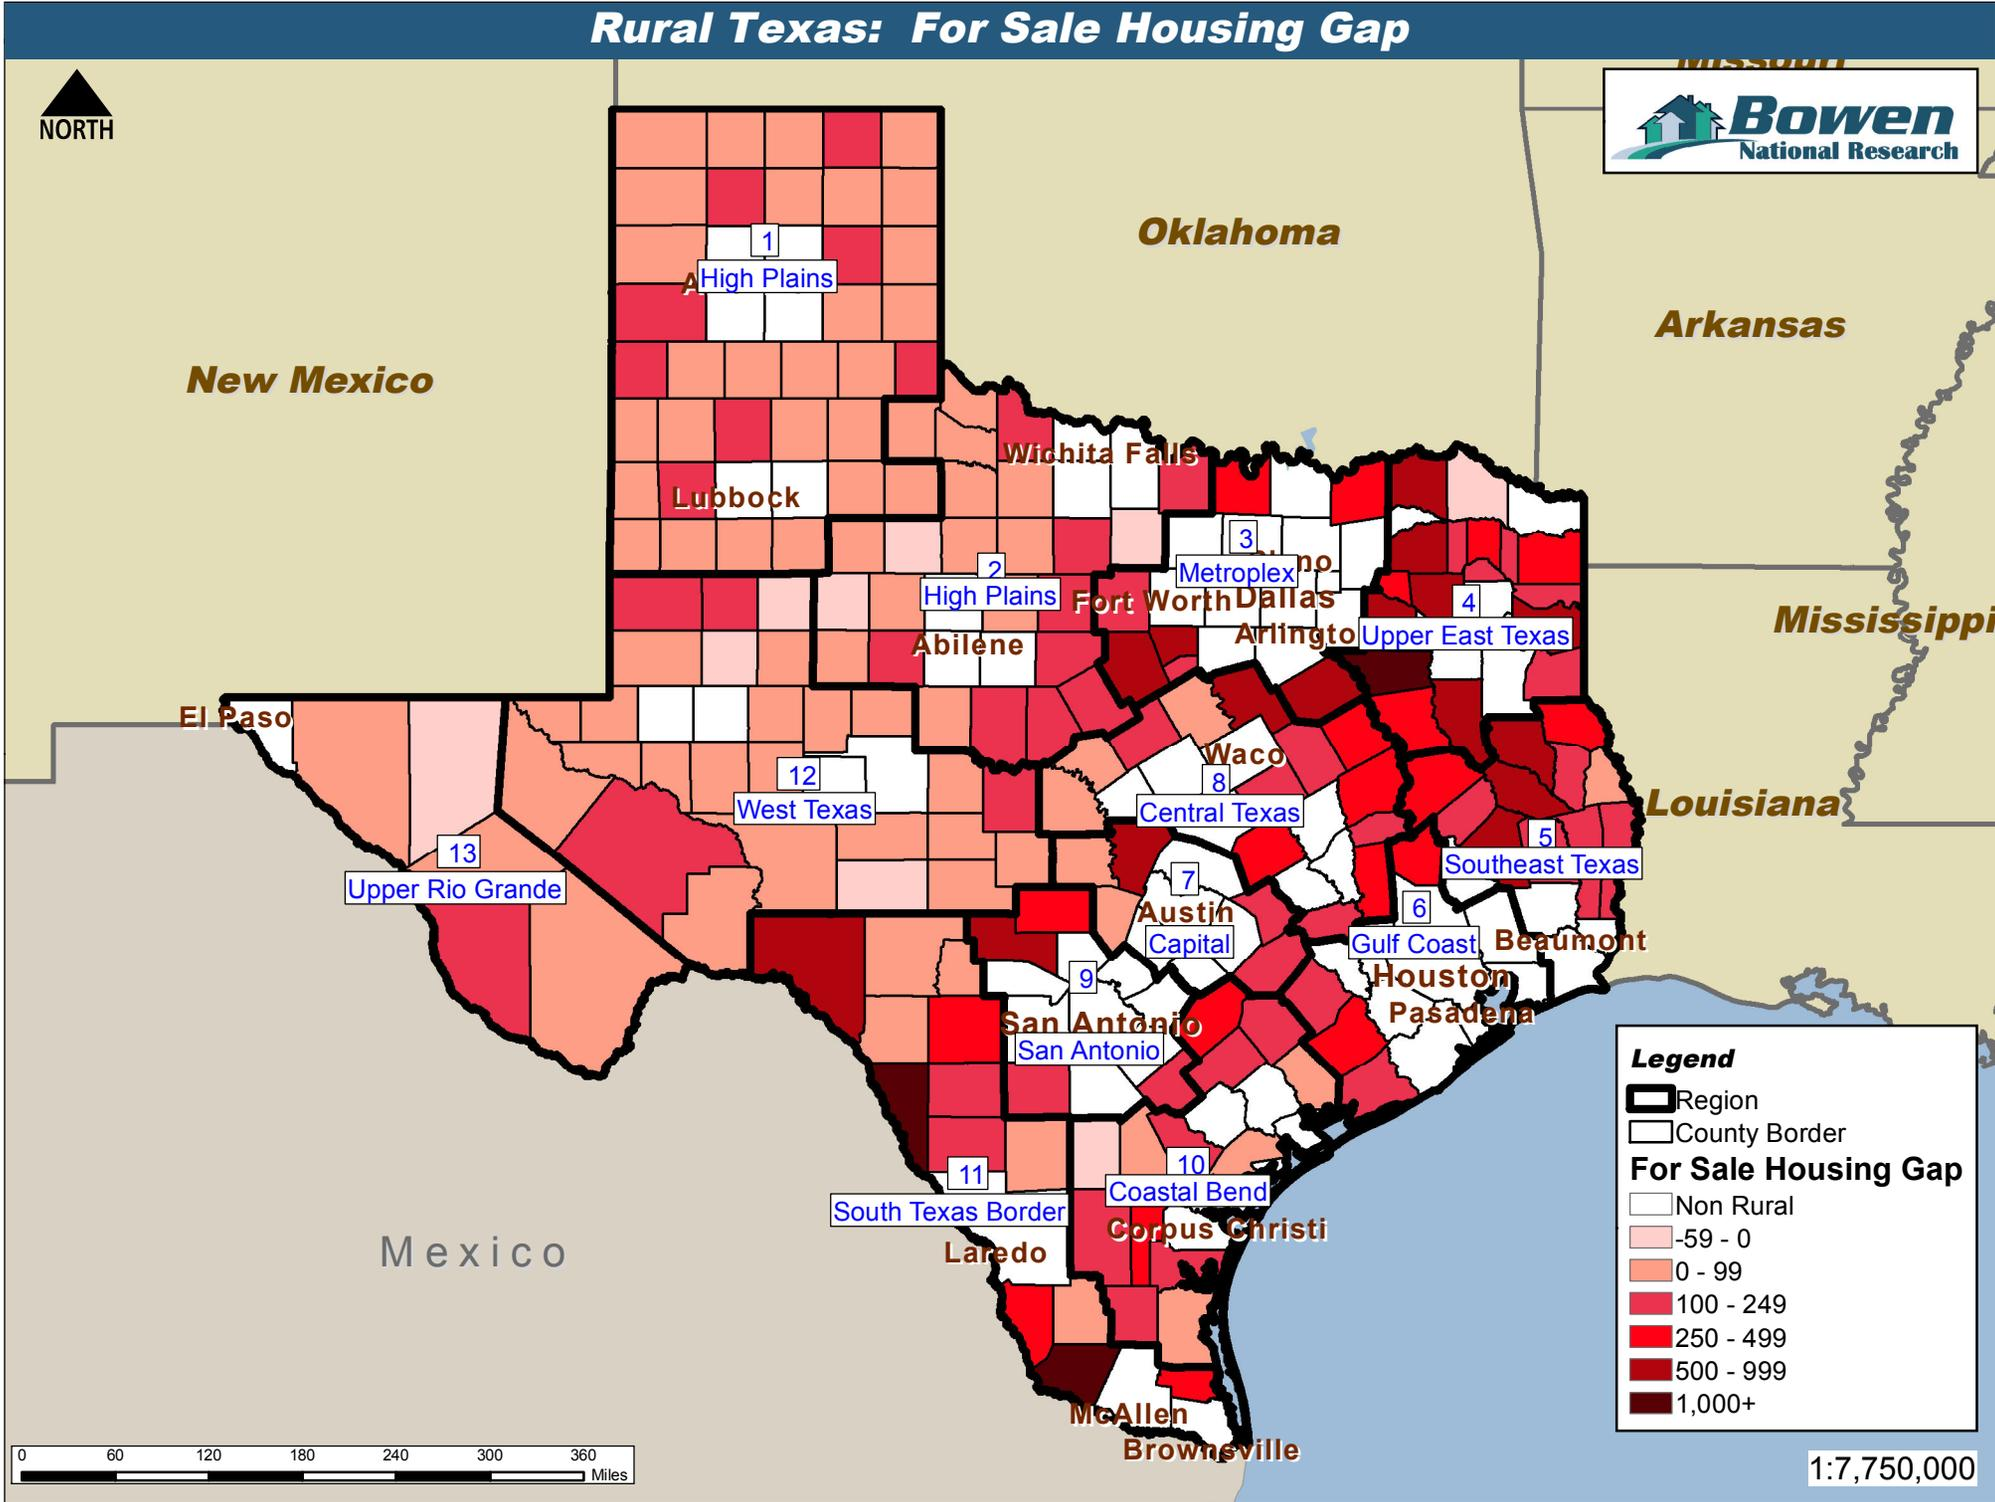 Rural Texas: For Sale Housing Gap
NORTH
Missouri
Bowen
National Research
Oklahoma
Arkansas
New Mexico
Mississippi
Louisiana
Mexico
1
High Plains
Lubbock
Wichita Falls
2
High Plains
Abilene
3
Metroplex
Fort Worth
Dallas
Arlingto
4
Upper East Texas
El Paso
12
West Texas
Waco
8
Central Texas
5
Southeast Texas
13
Upper Rio Grande
7
Austin
Capital
6
Gulf Coast
Beaumont
Houston
Pasadena
9
San Antonio
San Antonio
11
South Texas Border
Laredo
10
Coastal Bend
Corpus Christi
McAllen
Brownsville
Legend
Region
County Border
For Sale Housing Gap
Non Rural
-59 - 0
0 - 99
100 - 249
250 - 499
500 - 999
1,000+
0 60 120 180 240 300 360
Miles
1:7,750,000